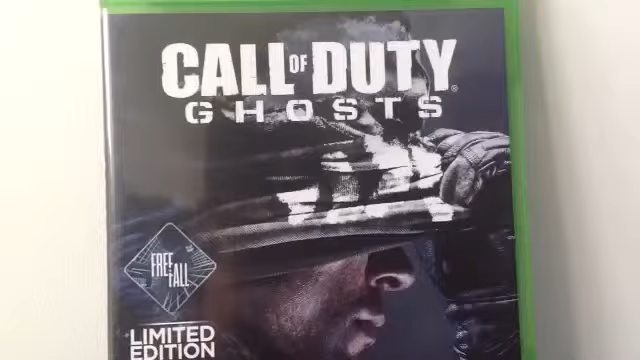 CALL OF DUTY®
GHOSTS
FREE
fALL
LIMITED
EDITION